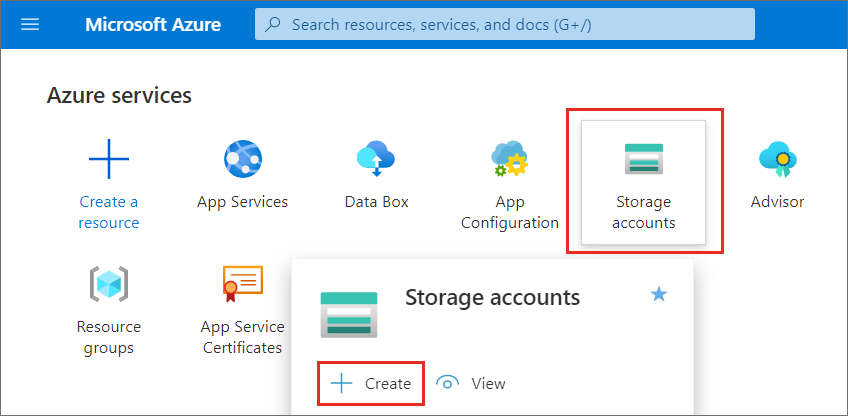 Microsoft Azure
Search resources, services, and docs (G+/)
Azure services
Create a
resource
App Services
Data Box
App
Configuration
Storage
accounts
Advisor
Resource
groups
App Service
Certificates
Storage accounts
Create
View